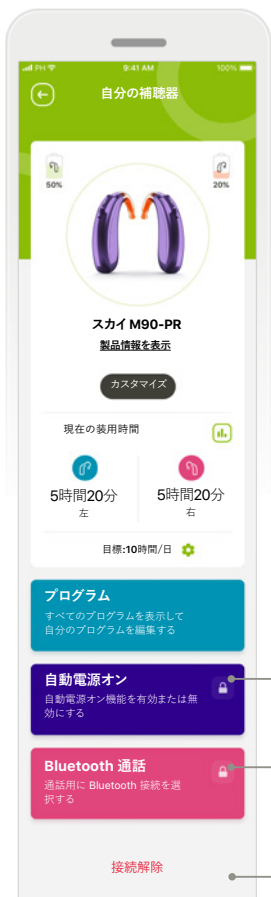 PH 9:41 AM 100%
自分の補聴器
50% 20%
スカイ M90-PR
製品情報を表示
カスタマイズ
現在の装用時間
5時間20分 5時間20分
左 右
目標:10時間/日
プログラム
すべてのプログラムを表示して
自分のプログラムを編集する
自動電源オン
自動電源オン機能を有効または無
効にする
Bluetooth 通話
通話用に Bluetooth 接続を選
択する
接続解除